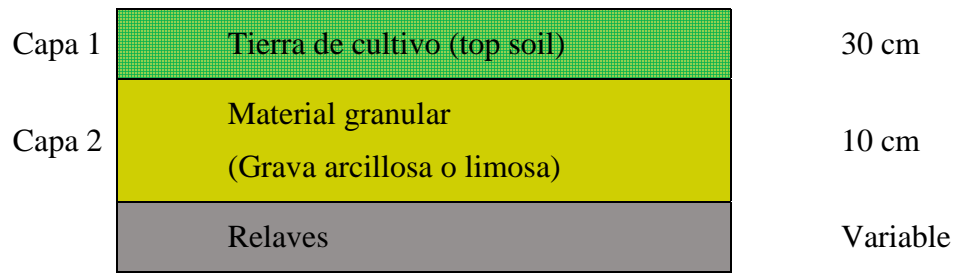 Capa 1 Tierra de cultivo (top soil) 30 cm
Capa 2 Material granular 10 cm
(Grava arcillosa o limosa)
Relaves Variable